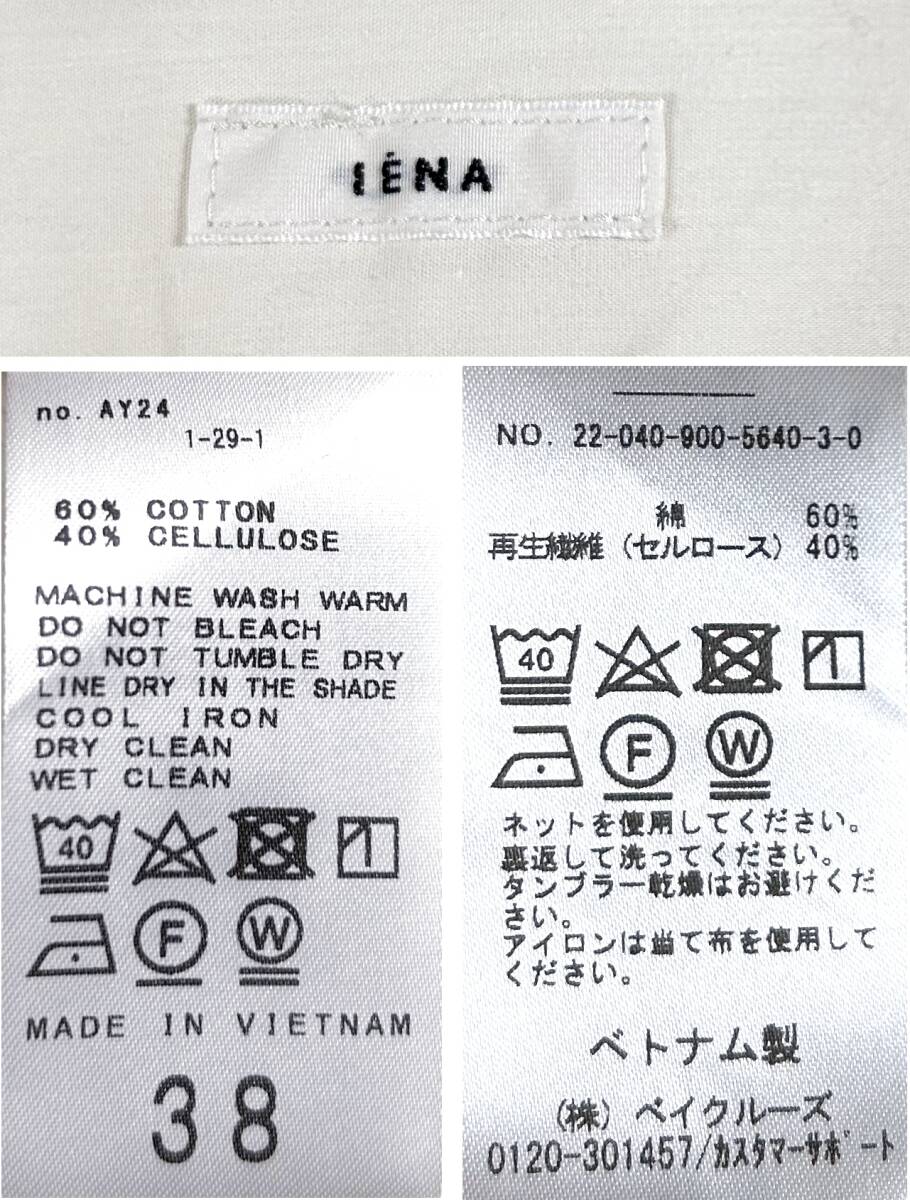 IÉNA
no. AY24
1-29-1
60% COTTON
40% CELLULOSE
MACHINE WASH WARM
DO NOT BLEACH
DO NOT TUMBLE DRY
LINE DRY IN THE SHADE
COOL IRON
DRY CLEAN
WET CLEAN
40
F W
MADE IN VIETNAM
38
NO. 22-040-900-5640-3-0
綿 60%
再生繊維(セルロース) 40%
40
F W
ネットを使用してください。
裏返して洗ってください。
タンブラー乾燥はお避けくだ
さい。
アイロンは当て布を使用して
ください。
ベトナム製
(株) ベイクルーズ
0120-301457/カスタマーサポート